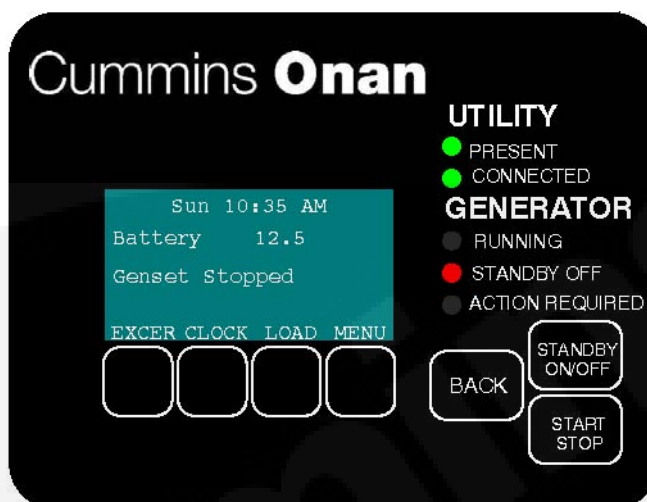 Cummins Onan
UTILITY
PRESENT
CONNECTED
GENERATOR
RUNNING
STANDBY OFF
ACTION REQUIRED
Sun 10:35 AM
Battery 12.5
Genset Stopped
EXCER CLOCK LOAD MENU
BACK
STANDBY
ON/OFF
START
STOP